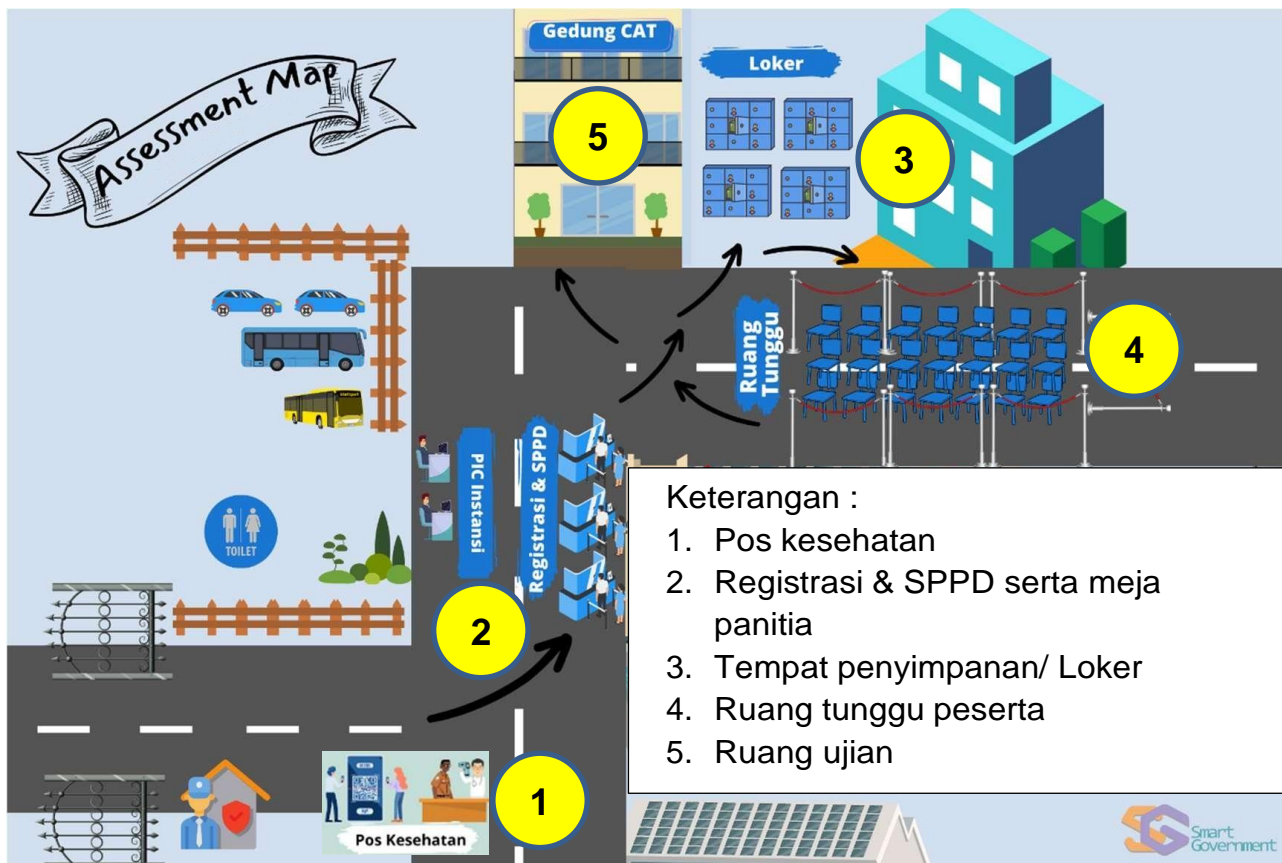 Assessment Map
Gedung CAT
5
Loker
3
Ruang
Tunggu
4
PIC Instansi
Registrasi & SPPD
TOILET
2
Pos Kesehatan
1
Keterangan :
1. Pos kesehatan
2. Registrasi & SPPD serta meja
panitia
3. Tempat penyimpanan/ Loker
4. Ruang tunggu peserta
5. Ruang ujian
SG
Smart
Government